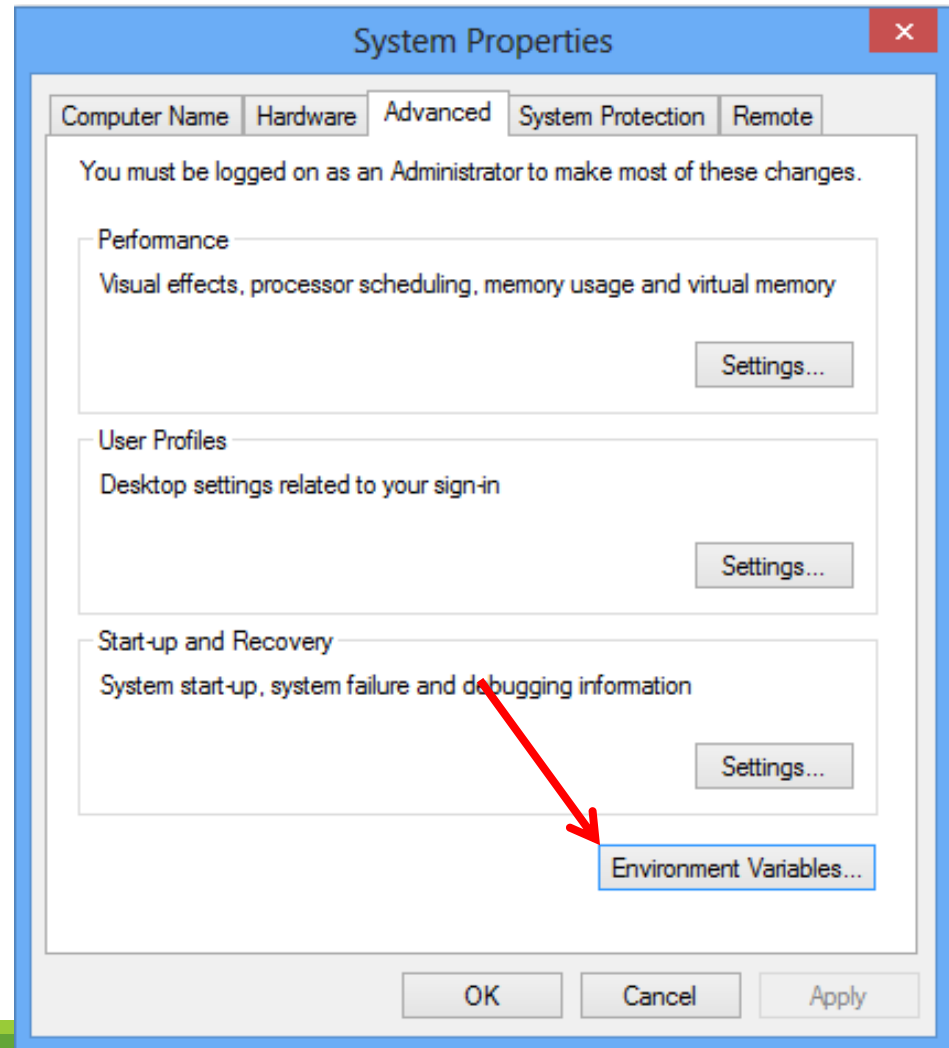 System Properties
Computer Name Hardware Advanced System Protection Remote
You must be logged on as an Administrator to make most of these changes.
Performance
Visual effects, processor scheduling, memory usage and virtual memory
Settings...
User Profiles
Desktop settings related to your sign-in
Settings...
Start-up and Recovery
System start-up, system failure and debugging information
Settings...
Environment Variables...
OK Cancel Apply